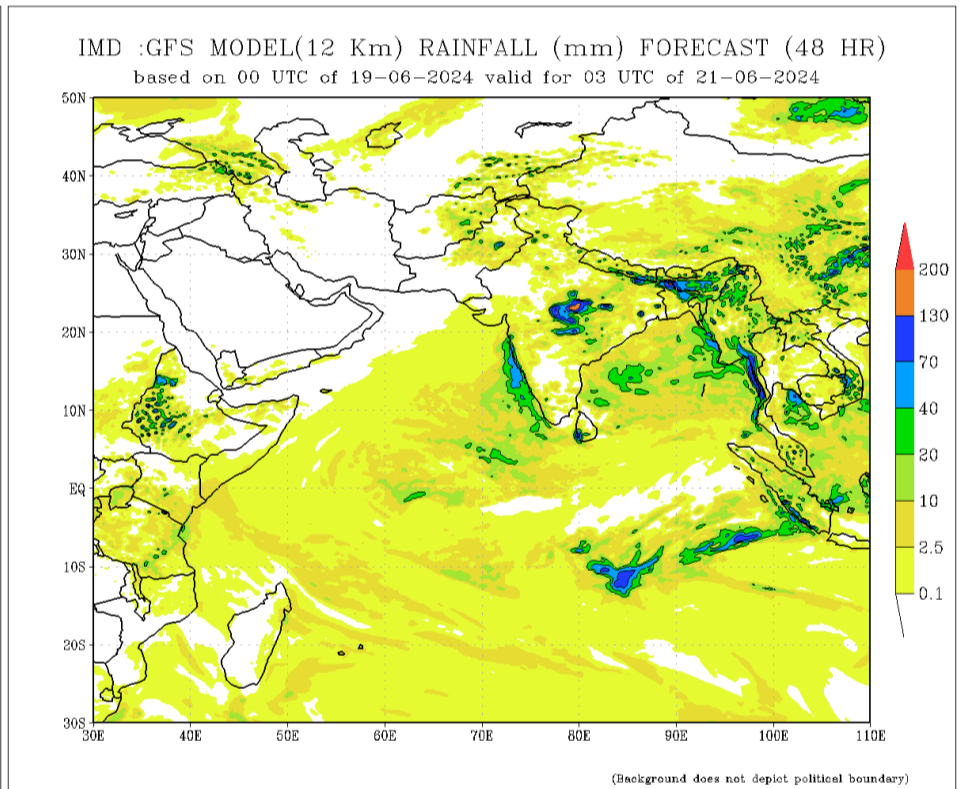 IMD :GFS MODEL(12 Km) RAINFALL (mm) FORECAST (48 HR)
based on 00 UTC of 19-06-2024 valid for 03 UTC of 21-06-2024
50N
40N
30N
20N
10N
EQ
10S
20S
30S
30E 40E 50E 60E 70E 80E 90E 100E 110E
200
130
70
40
20
10
2.5
0.1
(Background does not depict political boundary)